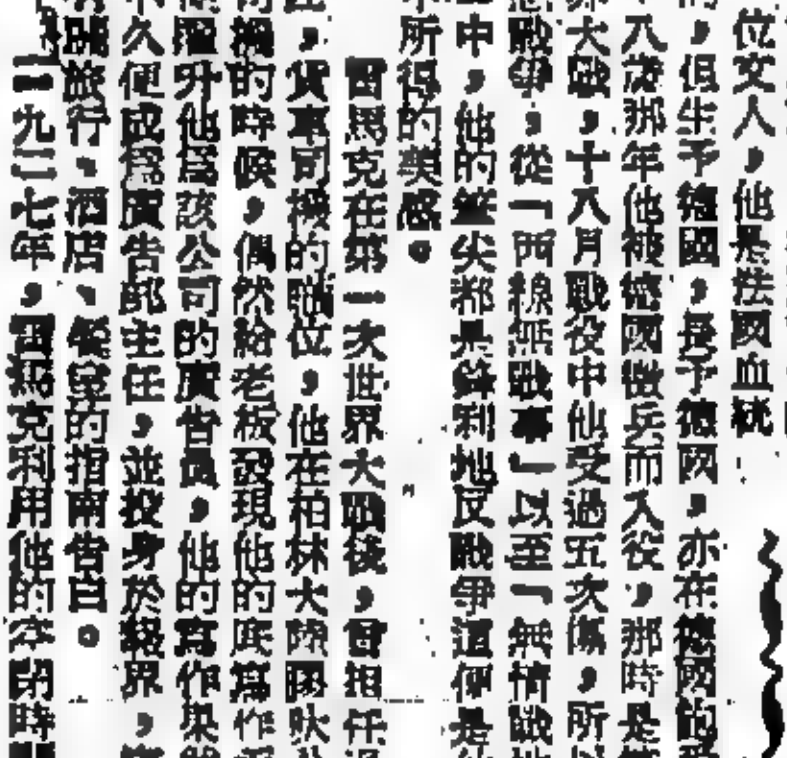 位文人，他是法國血統
，但生于德國，長于德國，亦在德國的
八歲那年他被德國徵兵而入役，那時是
大戰，十八月戰役中他受過五次傷，所以
戰爭，從「西線無戰事」以至「無情戰地
中，他的筆尖都是鋒利地反戰爭這便是
所得的美感。
雷馬克在第一次世界大戰後，曾担任過
，貨車司機的職位，他在柏林大
的時候，偶然給老板發現他的寫作
擢升他為該公司的廣告員，他的寫作
不久便成為廣告部主任，並投身於報界，
旅行，酒店、餐室的指南告白。
一九二七年，雷馬克利用他的空閒時間